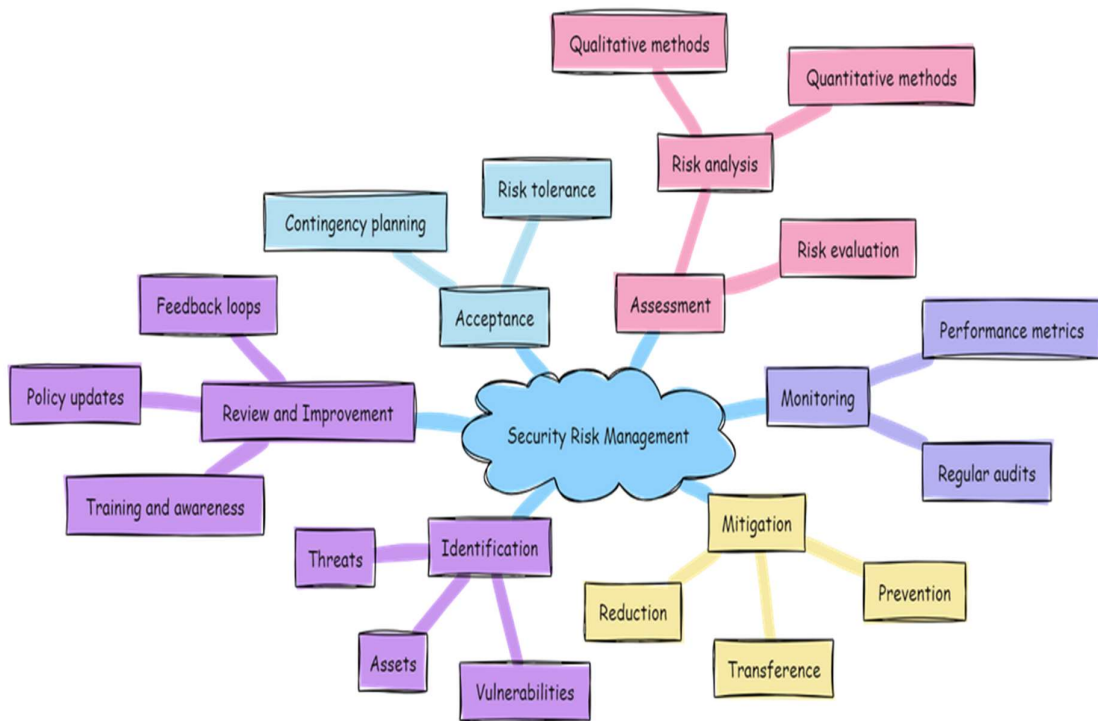 Qualitative methods
Quantitative methods
Risk analysis
Risk tolerance
Contingency planning
Risk evaluation
Feedback loops
Acceptance
Assessment
Performance metrics
Policy updates
Review and Improvement
Monitoring
Security Risk Management
Regular audits
Training and awareness
Mitigation
Threats
Identification
Reduction
Prevention
Assets
Vulnerabilities
Transference